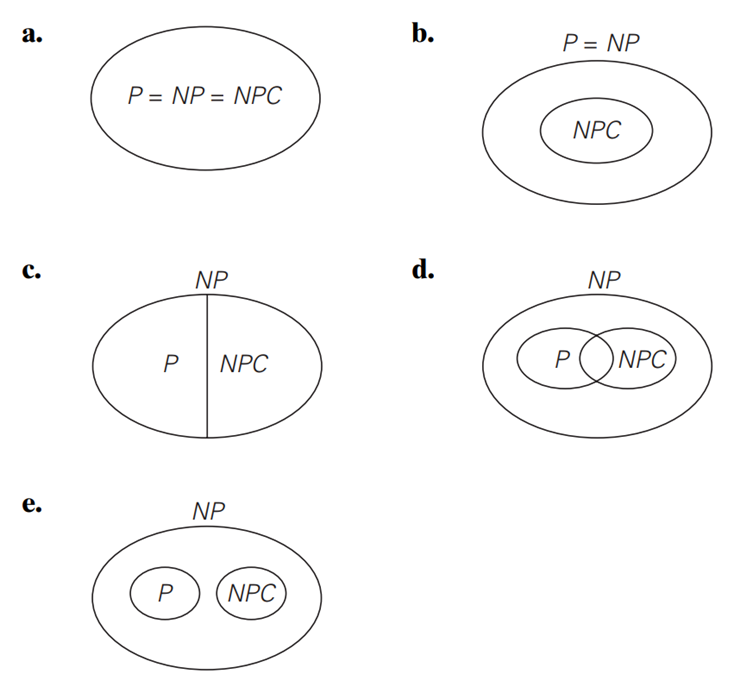 a.
P = NP = NPC
b.
P = NP
NPC
c.
NP
P NPC
d.
NP
P NPC
e.
NP
P NPC